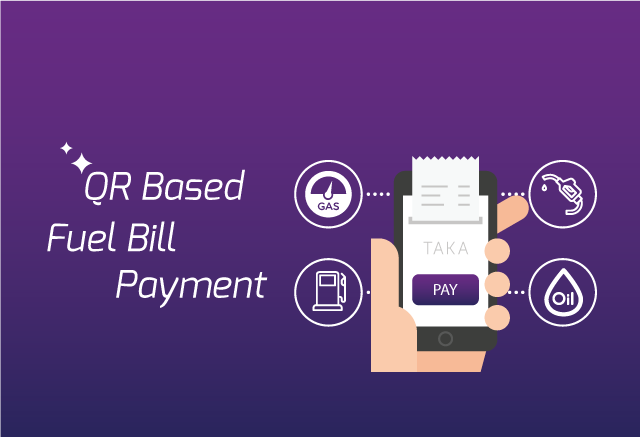 QR Based
Fuel Bill
Payment
GAS
TAKA
PAY
Oil